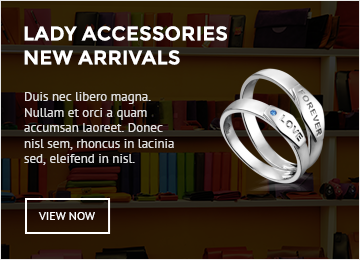 LADY ACCESSORIES
NEW ARRIVALS
Duis nec libero magna.
Nullam et orci a quam
accumsan laoreet. Donec
nisl sem, rhoncus in lacinia
sed, eleifend in nisl.
FOREVER
LOVE
VIEW NOW